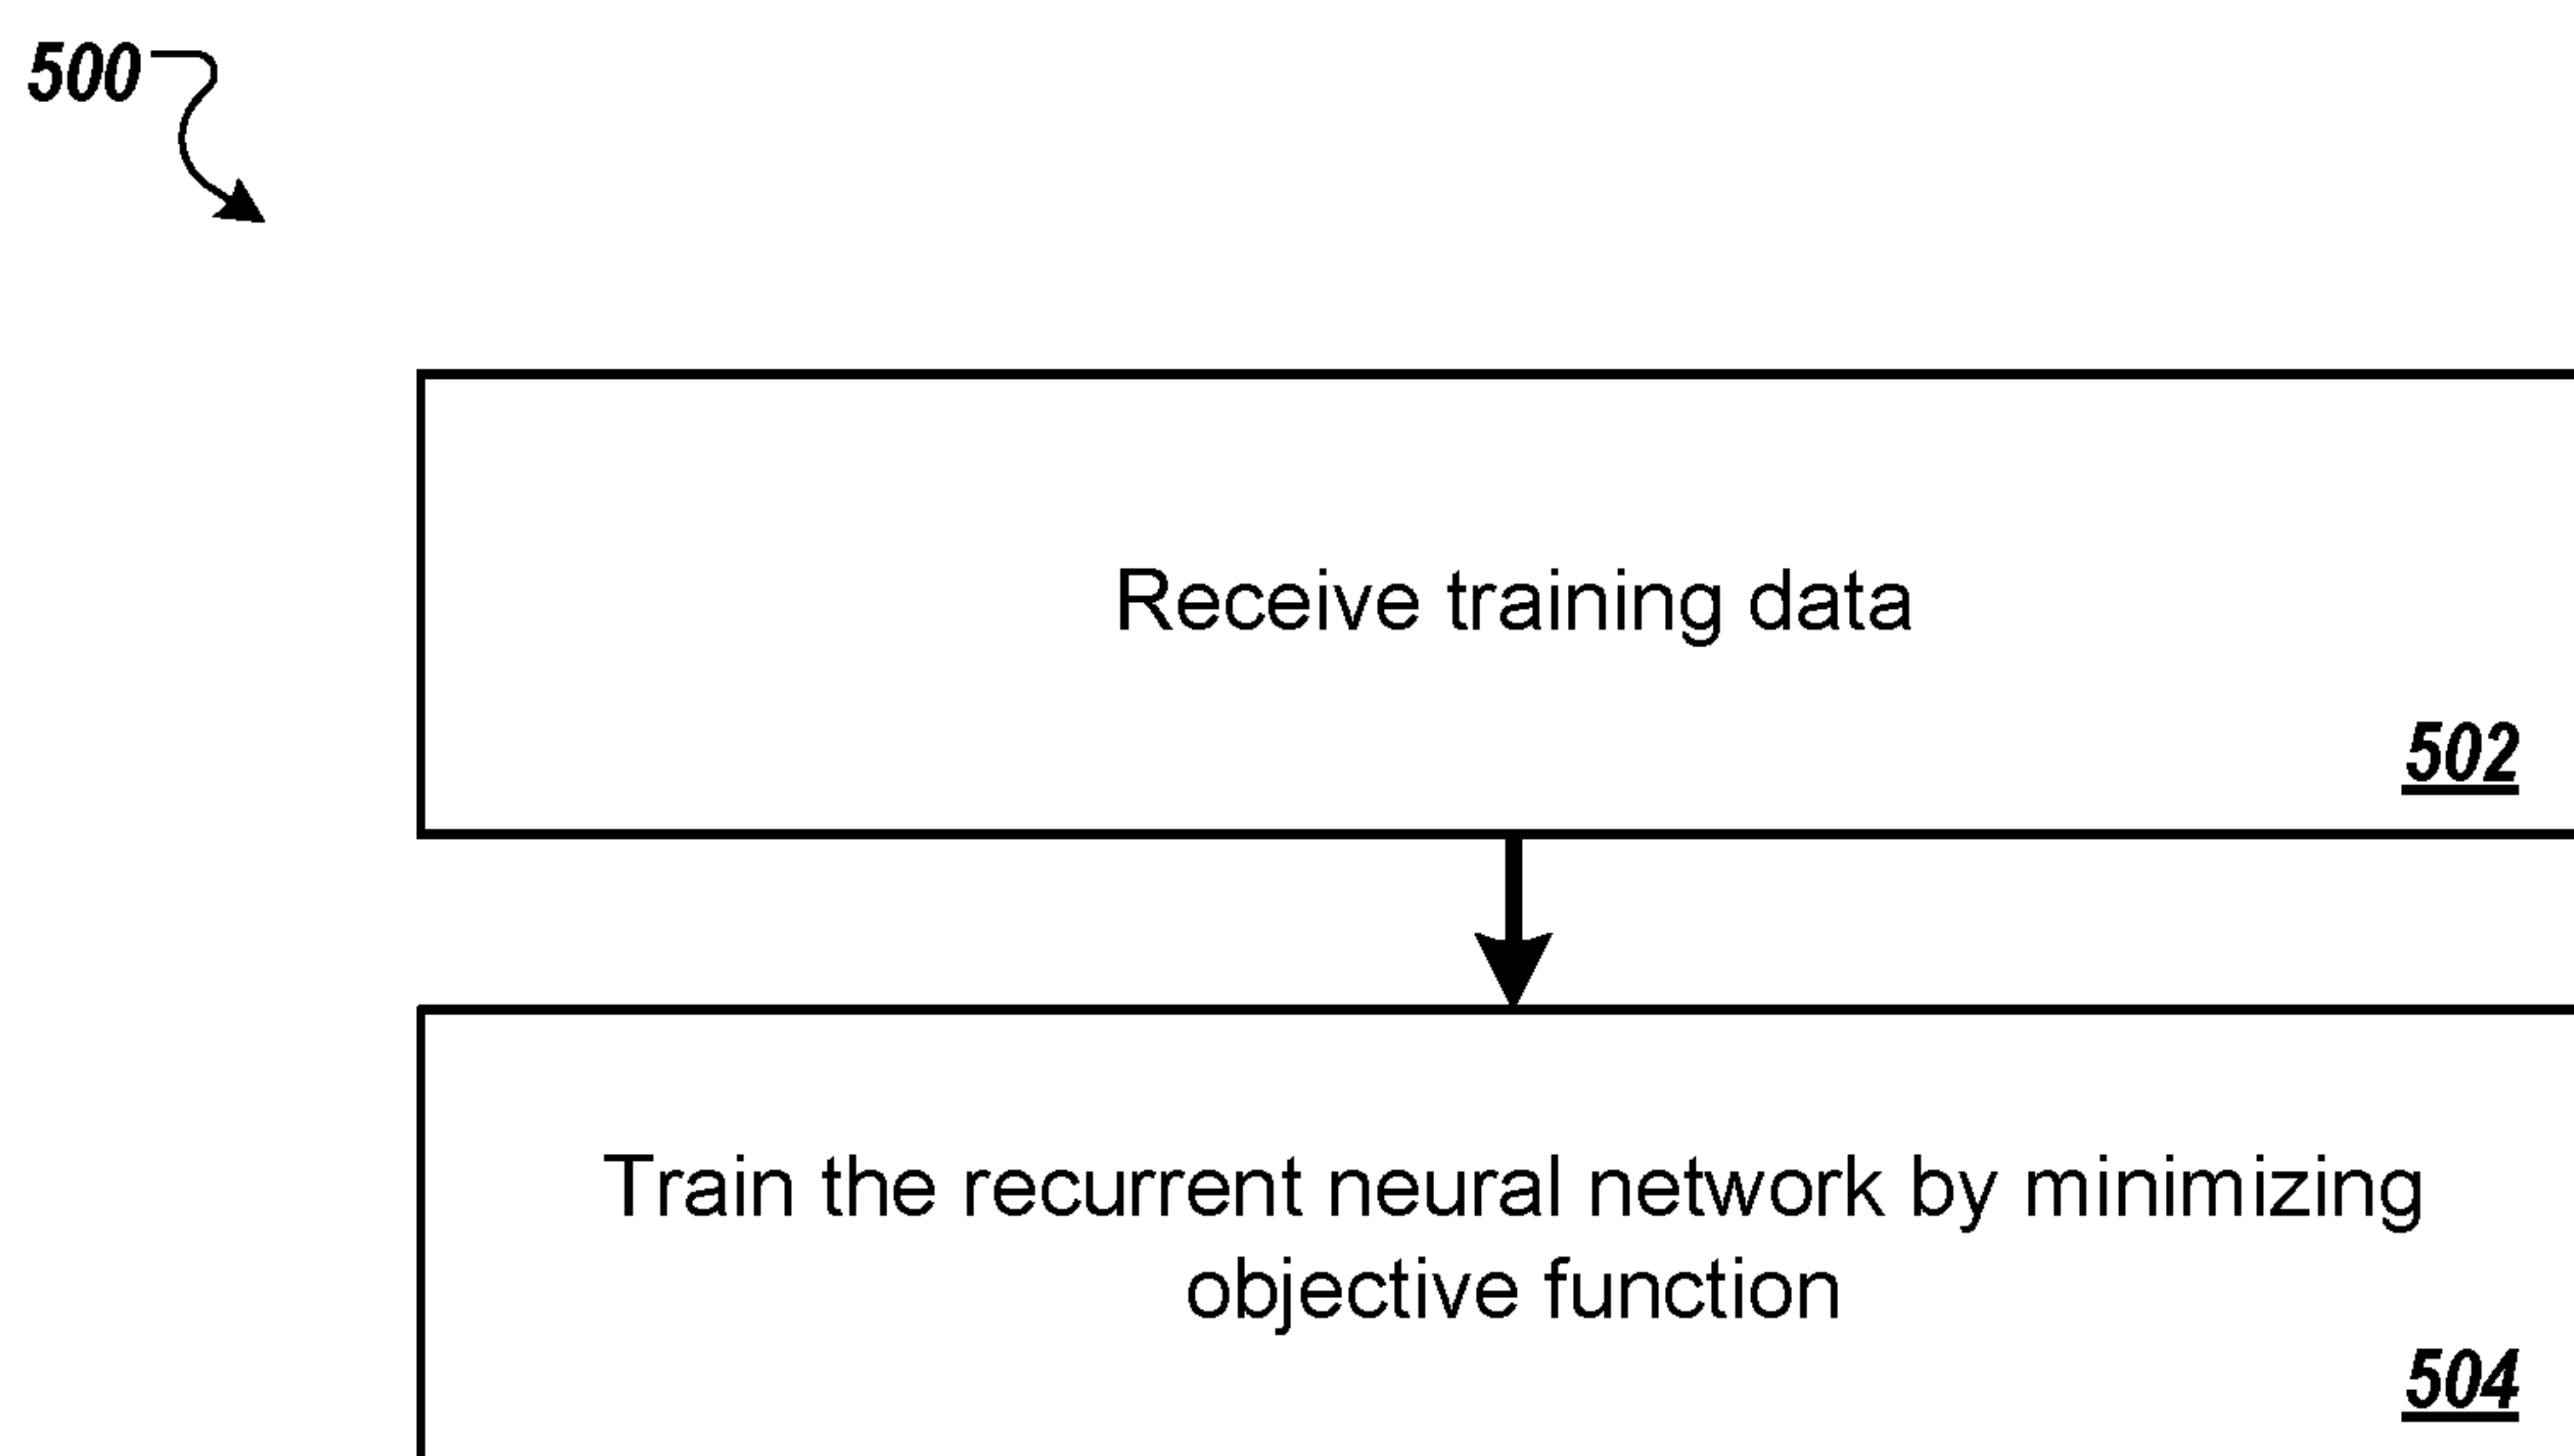 500
Receive training data
502
Train the recurrent neural network by minimizing
objective function
504